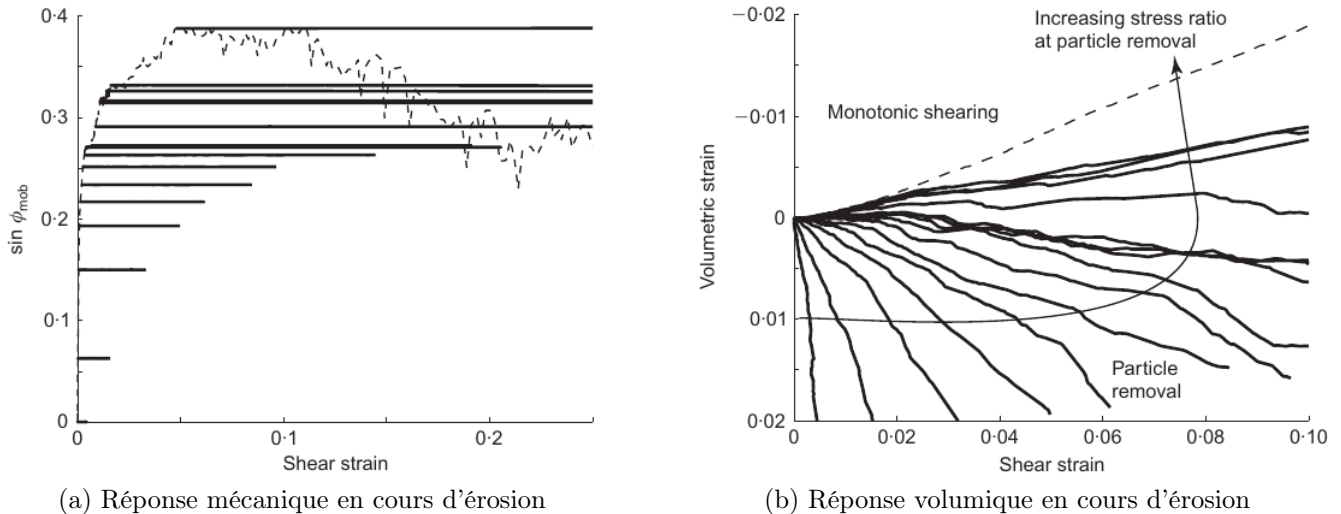 0·4
0·3
0·2
0·1
0
sin ϕmob
0
0·1
0·2
Shear strain
(a) Réponse mécanique en cours d'érosion
−0·02
−0·01
0
0·01
0·02
Volumetric strain
Increasing stress ratio
at particle removal
Monotonic shearing
Particle
removal
0
0·02
0·04
0·06
0·08
0·10
Shear strain
(b) Réponse volumique en cours d'érosion